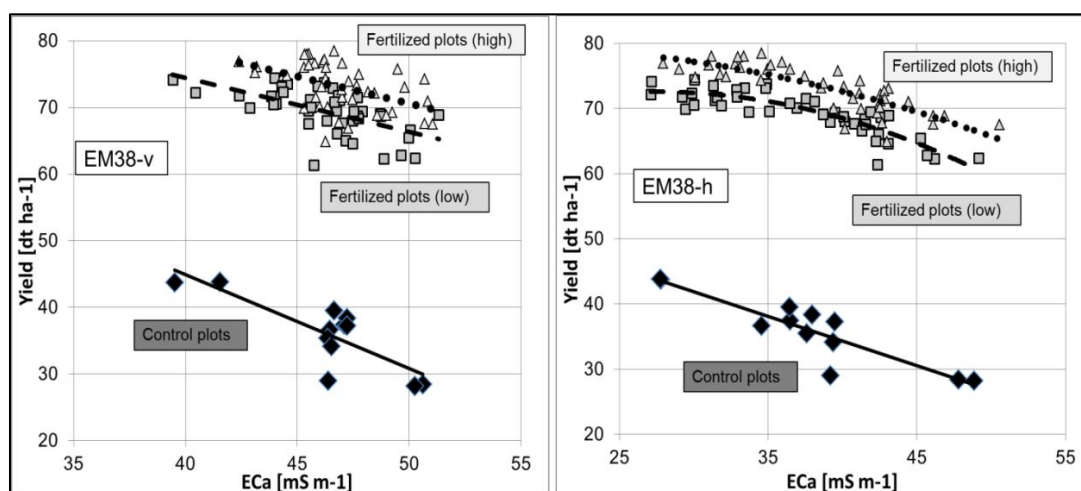 80
70
60
50
40
30
20
Yield [dt ha-1]
Fertilized plots (high)
EM38-v
Fertilized plots (low)
Control plots
35
40
45
50
55
ECa [mS m-1]
80
70
60
50
40
30
20
Yield [dt ha-1]
Fertilized plots (high)
EM38-h
Fertilized plots (low)
Control plots
25
35
45
55
ECa [mS m-1]